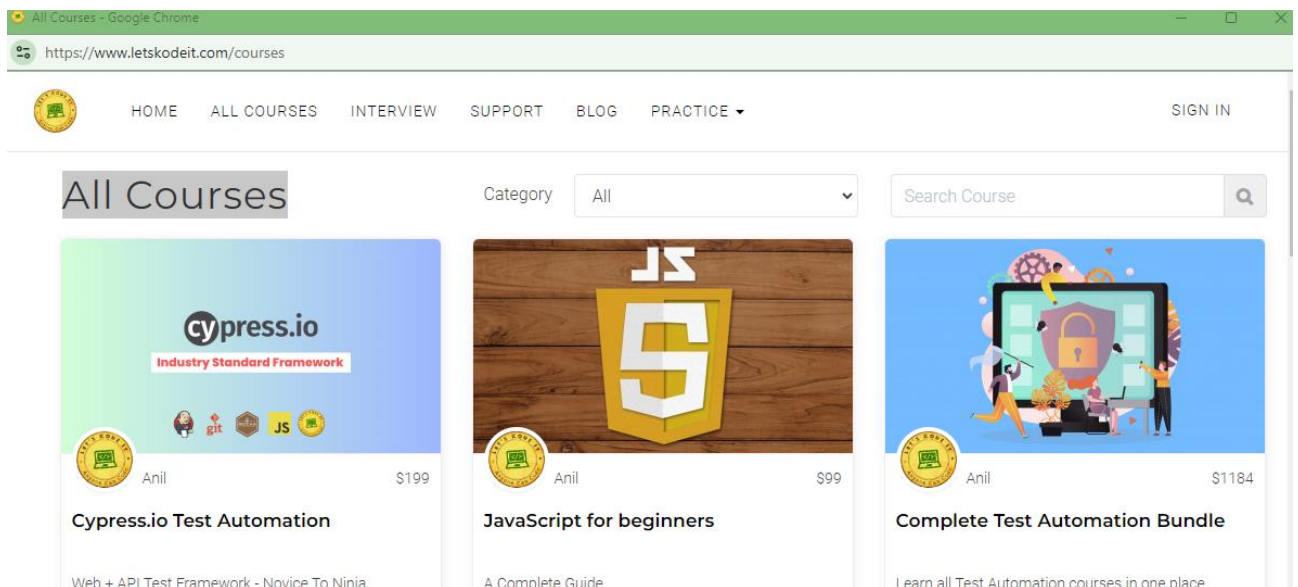 All Courses - Google Chrome
https://www.letskodeit.com/courses
HOME ALL COURSES INTERVIEW SUPPORT BLOG PRACTICE SIGN IN
All Courses Category All Search Course
cypress.io
Industry Standard Framework
git JS
JS
Anil $199
Anil $99
Anil $1184
Cypress.io Test Automation
JavaScript for beginners
Complete Test Automation Bundle
Web + API Test Framework - Novice To Ninja
A Complete Guide
Learn all Test Automation courses in one place